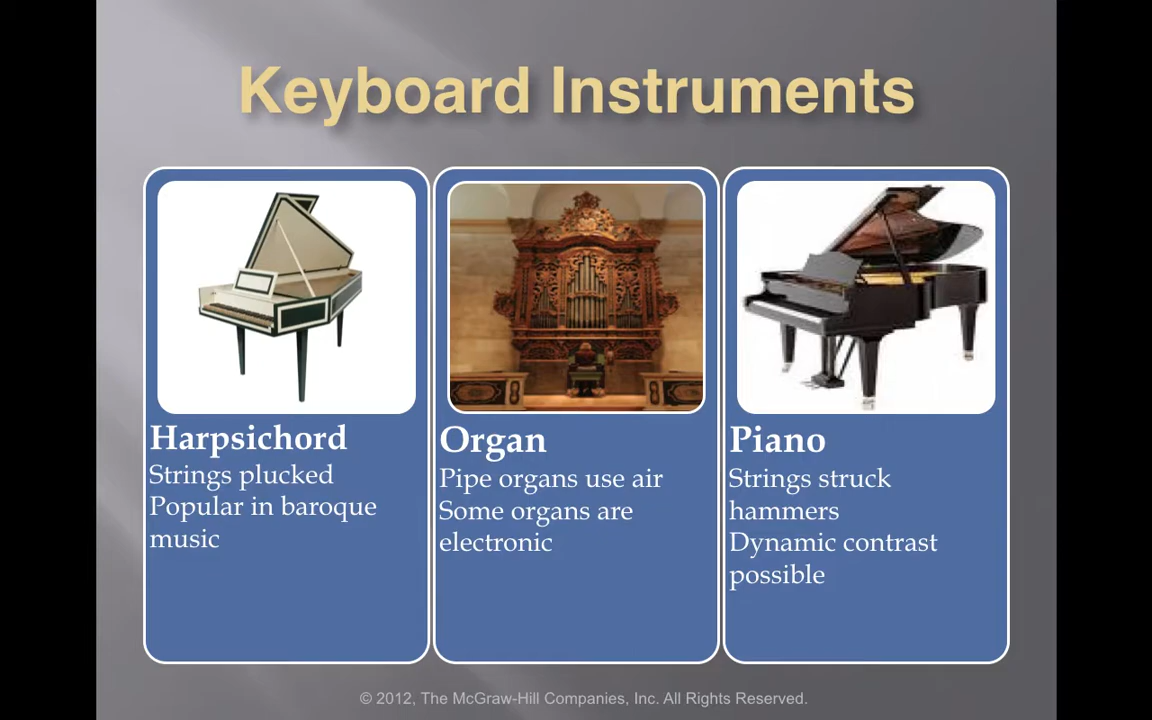 Keyboard Instruments
Harpsichord
Strings plucked
Popular in baroque
music
Organ
Pipe organs use air
Some organs are
electronic
Piano
Strings struck
hammers
Dynamic contrast
possible
© 2012, The McGraw-Hill Companies, Inc. All Rights Reserved.